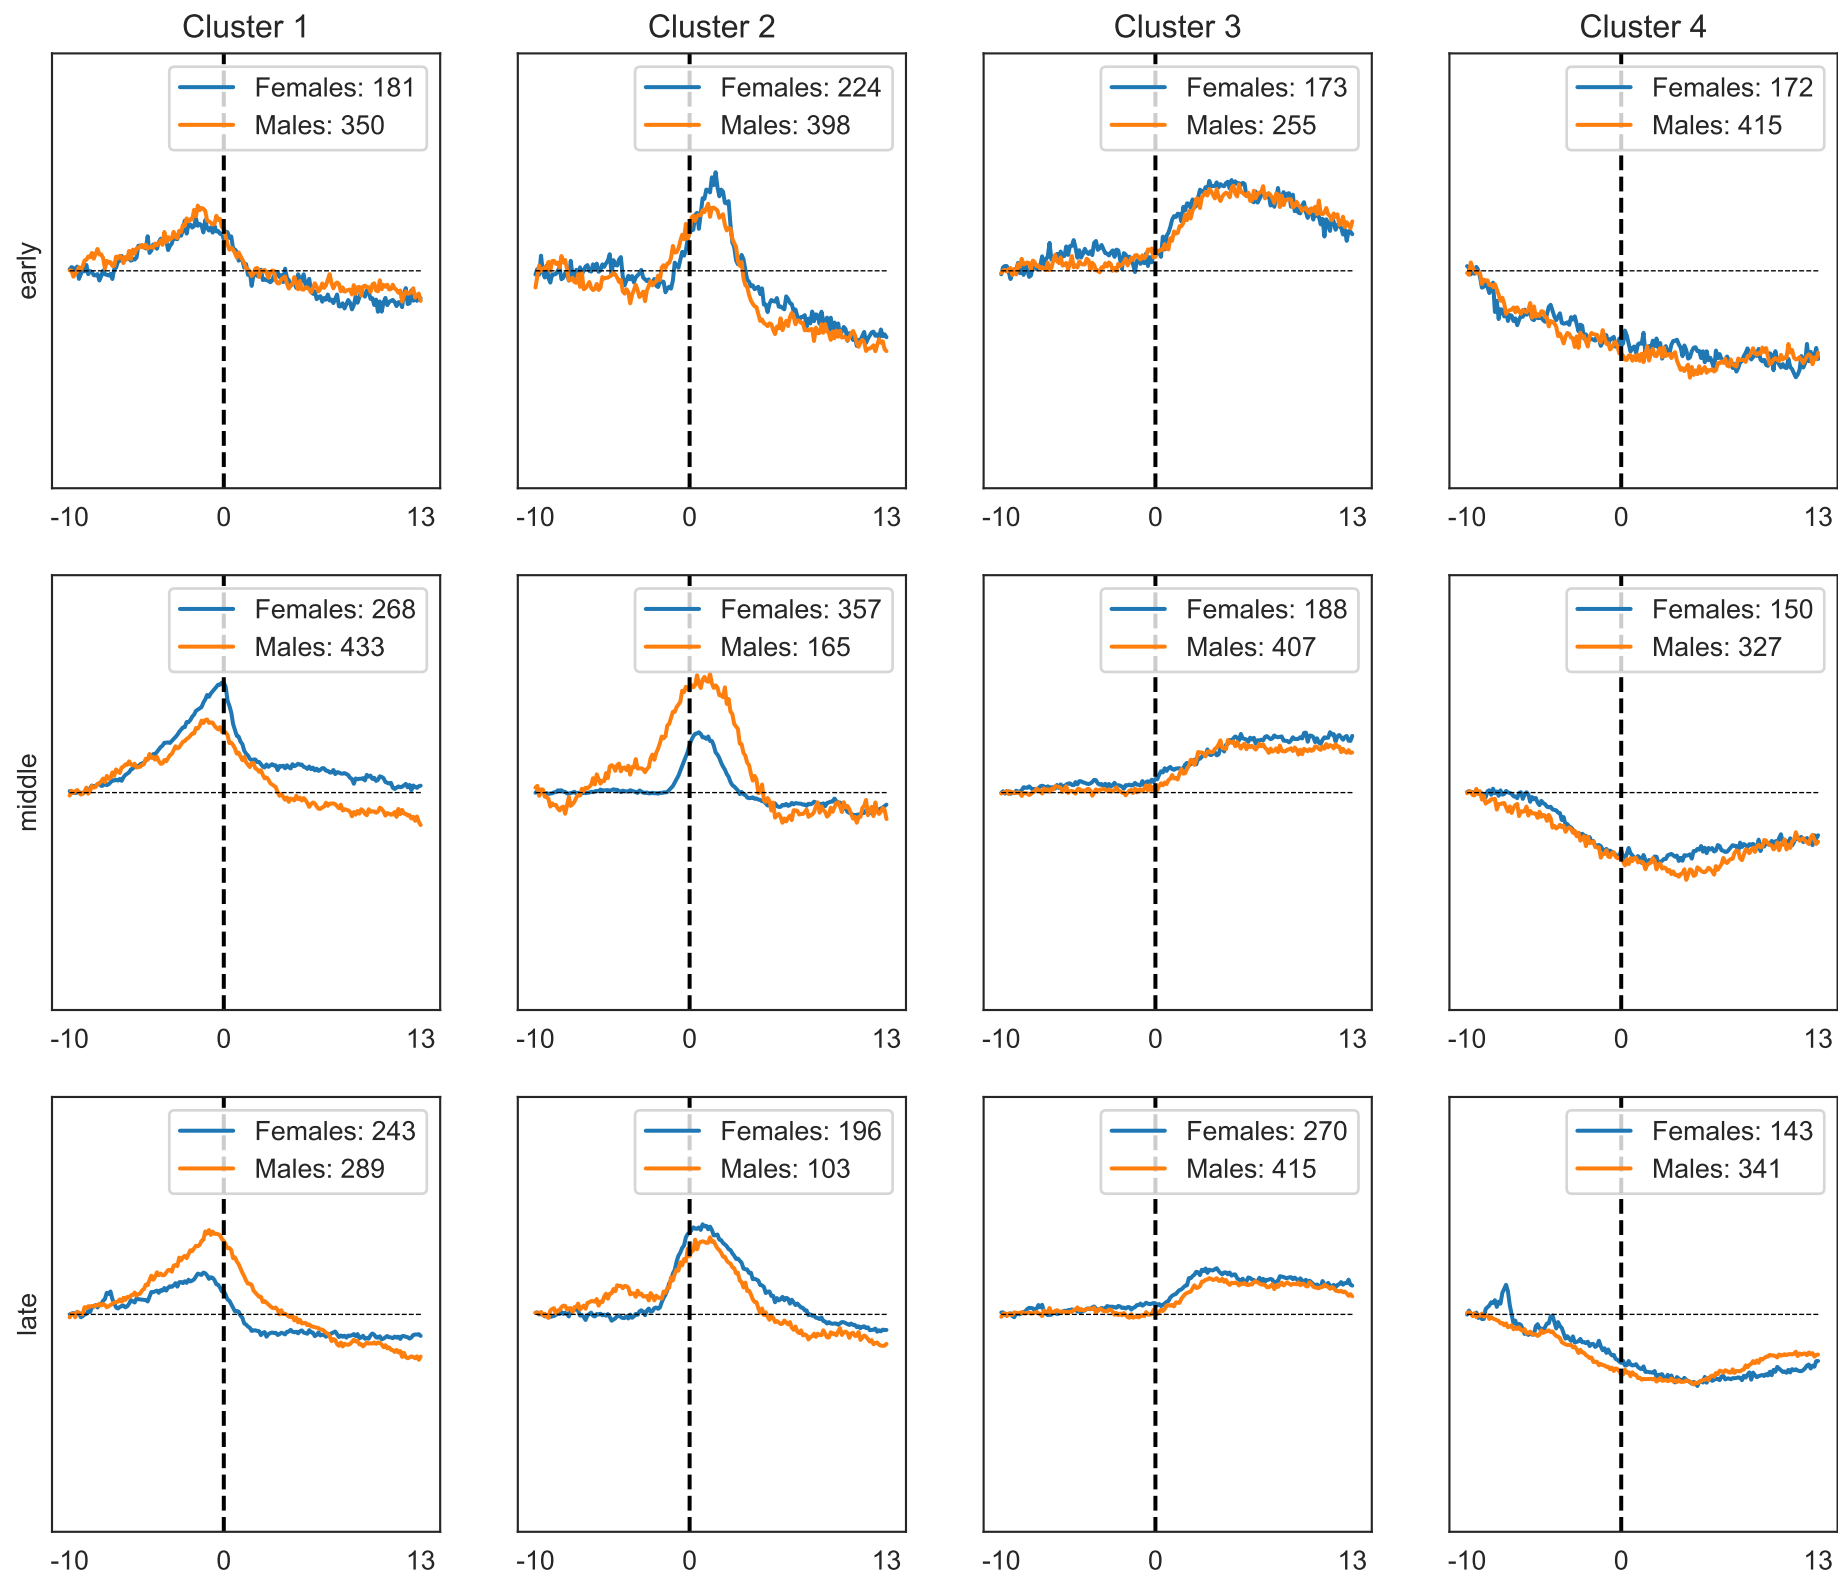 Cluster 1
Cluster 2
Cluster 3
Cluster 4
early
Females: 181
Males: 350
Females: 224
Males: 398
Females: 173
Males: 255
Females: 172
Males: 415
-10 0 13
-10 0 13
-10 0 13
-10 0 13
middle
Females: 268
Males: 433
Females: 357
Males: 165
Females: 188
Males: 407
Females: 150
Males: 327
-10 0 13
-10 0 13
-10 0 13
-10 0 13
late
Females: 243
Males: 289
Females: 196
Males: 103
Females: 270
Males: 415
Females: 143
Males: 341
-10 0 13
-10 0 13
-10 0 13
-10 0 13